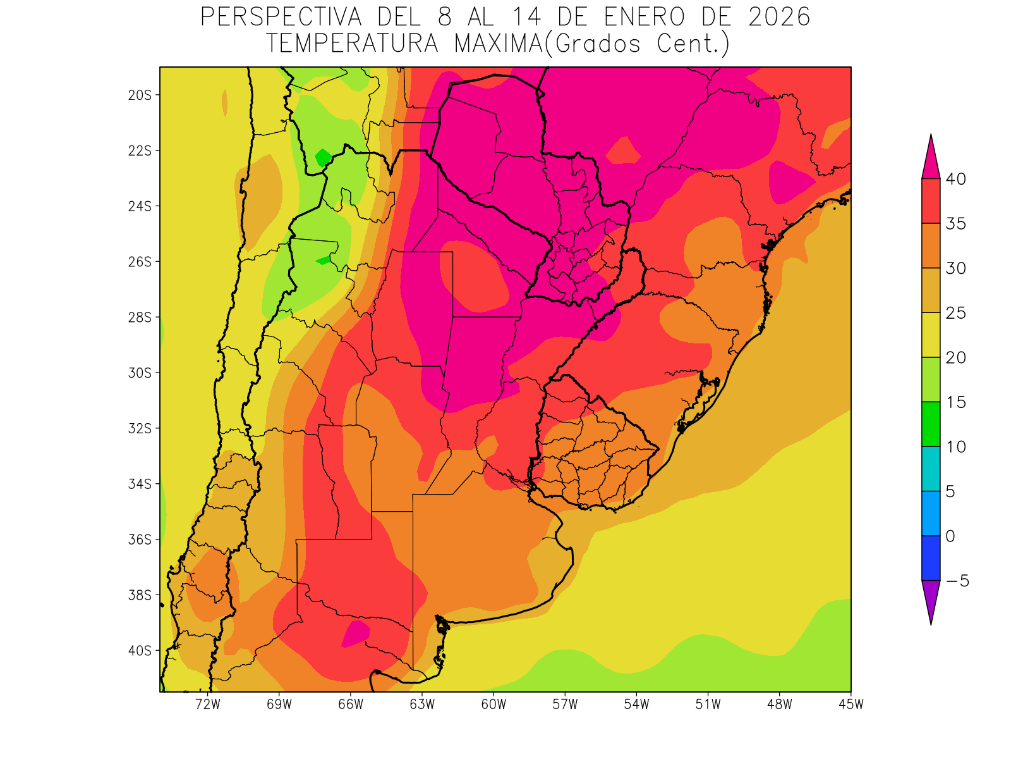 PERSPECTIVA DEL 8 AL 14 DE ENERO DE 2026
TEMPERATURA MAXIMA(Grados Cent.)
20S
22S
24S
26S
28S
30S
32S
34S
36S
38S
40S
72W 69W 66W 63W 60W 57W 54W 51W 48W 45W
40
35
30
25
20
15
10
5
0
−5